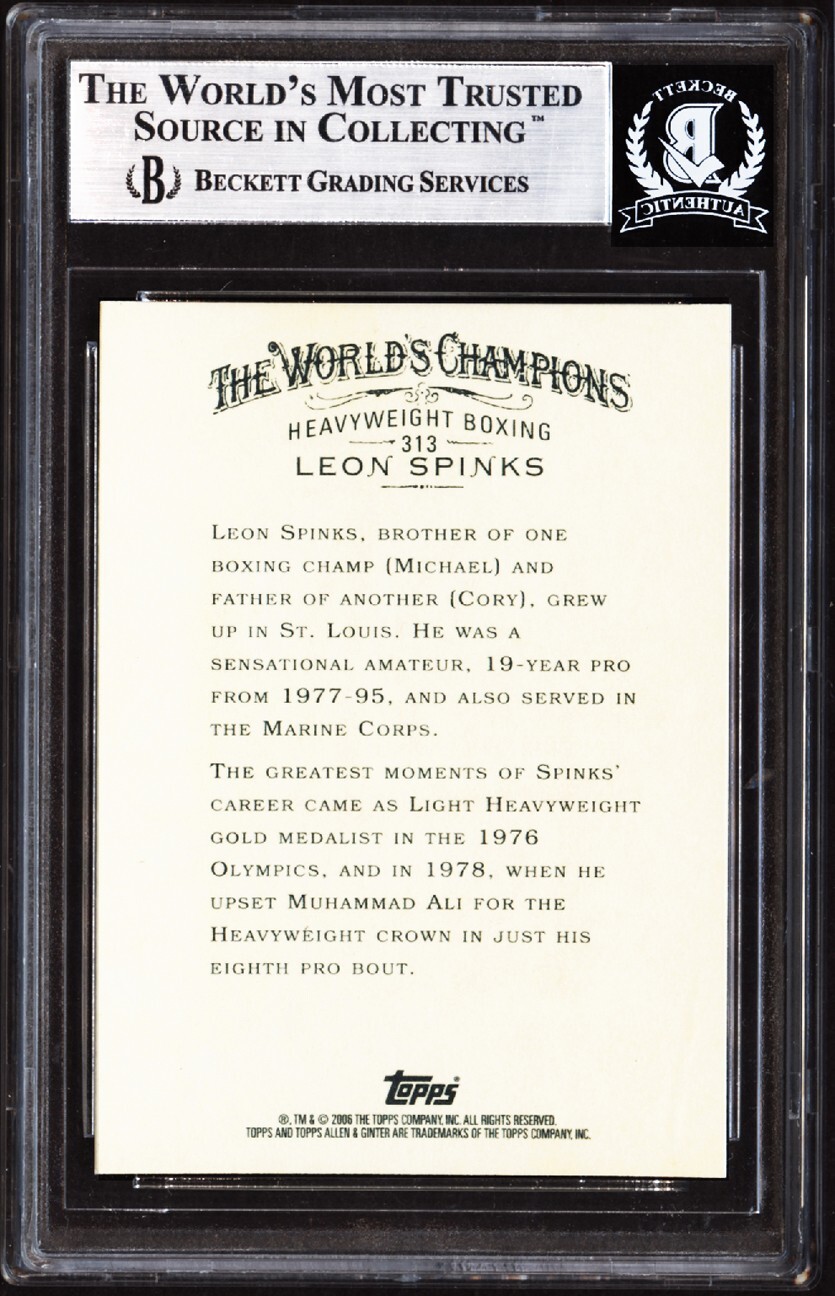 THE WORLD'S MOST TRUSTED
SOURCE IN COLLECTING™
B BECKETT GRADING SERVICES
BECKETT
B
AUTHENTIC
THE WORLD'S CHAMPIONS
HEAVYWEIGHT BOXING
313
LEON SPINKS
LEON SPINKS, BROTHER OF ONE
BOXING CHAMP (MICHAEL) AND
FATHER OF ANOTHER (CORY), GREW
UP IN ST. LOUIS. HE WAS A
SENSATIONAL AMATEUR, 19-YEAR PRO
FROM 1977-95, AND ALSO SERVED IN
THE MARINE CORPS.
THE GREATEST MOMENTS OF SPINKS'
CAREER CAME AS LIGHT HEAVYWEIGHT
GOLD MEDALIST IN THE 1976
OLYMPICS, AND IN 1978, WHEN HE
UPSET MUHAMMAD ALI FOR THE
HEAVYWEIGHT CROWN IN JUST HIS
EIGHTH PRO BOUT.
topps®
®, TM & © 2006 THE TOPPS COMPANY, INC. ALL RIGHTS RESERVED.
TOPPS AND TOPPS ALLEN & GINTER ARE TRADEMARKS OF THE TOPPS COMPANY, INC.